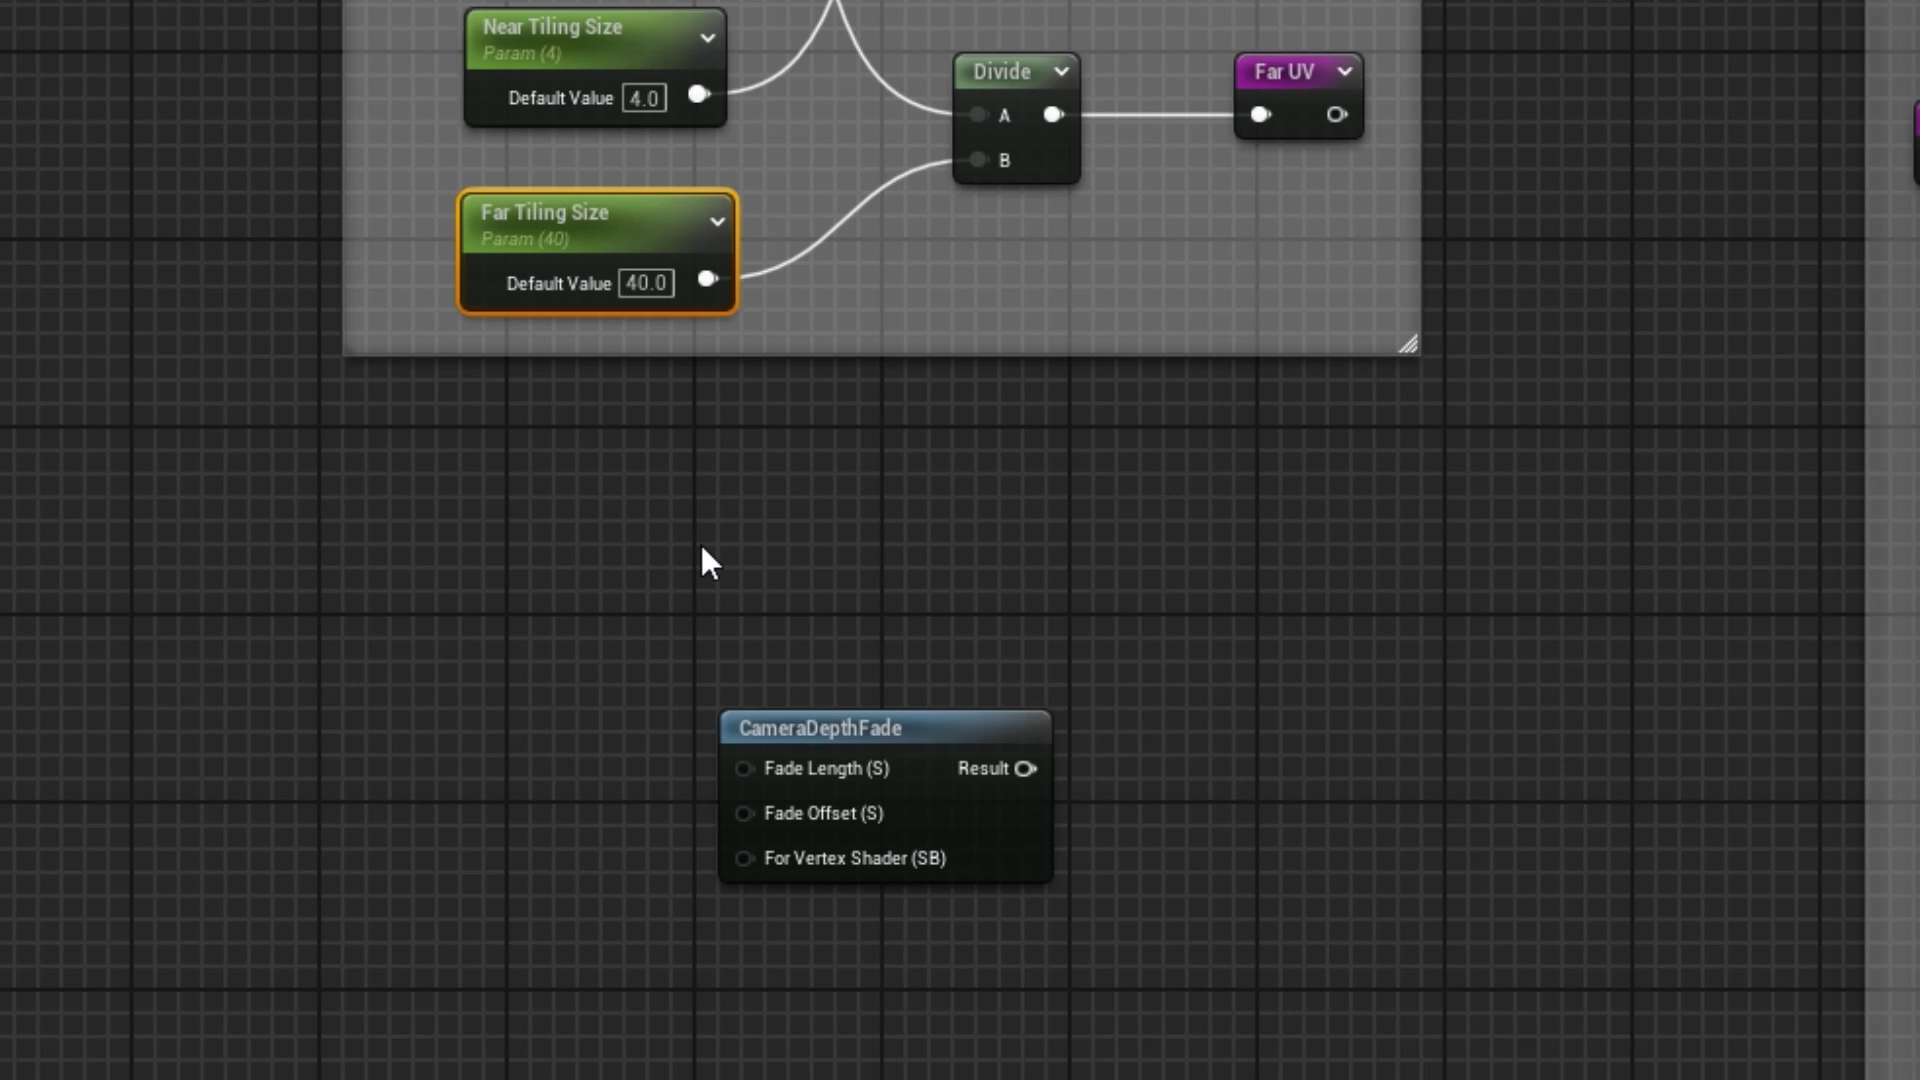 Near Tiling Size
Param (4)
Default Value 4.0
Divide
A
B
Far UV
Far Tiling Size
Param (40)
Default Value 40.0
CameraDepthFade
Fade Length (S) Result
Fade Offset (S)
For Vertex Shader (SB)